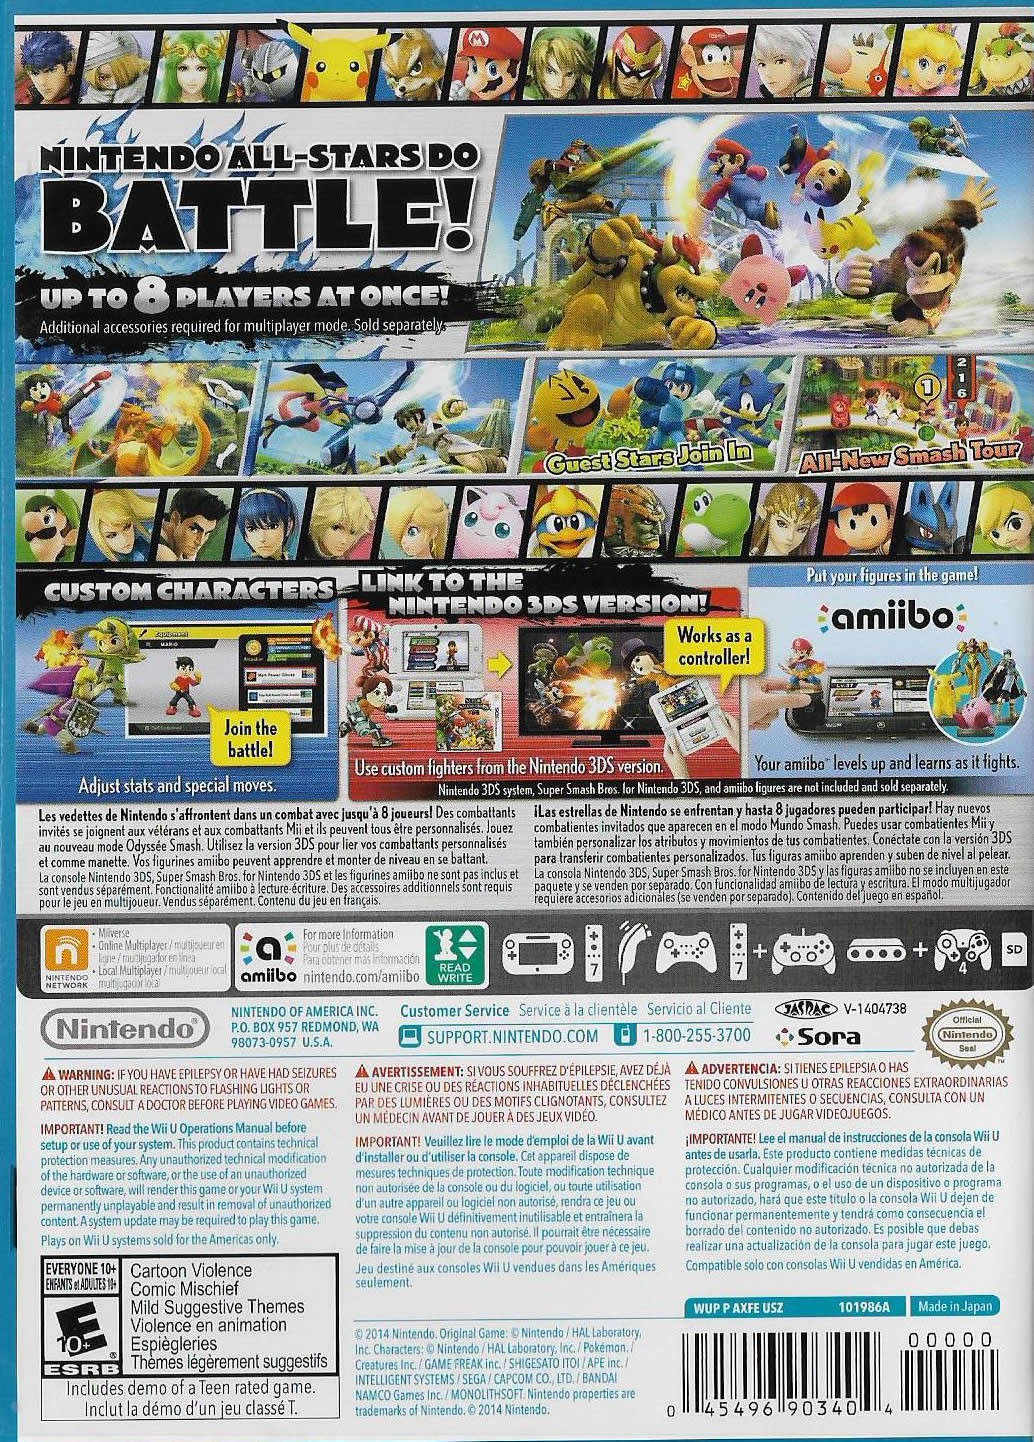 NINTENDO ALL-STARS DO
BATTLE!
UP TO 8 PLAYERS AT ONCE!
Additional accessories required for multiplayer mode. Sold separately.
Guest Stars Join In
1
2
1
6
All-New Smash Tour
CUSTOM CHARACTERS
Equipment
MARIO
Join the
battle!
Adjust stats and special moves.
LINK TO THE
NINTENDO 3DS VERSION!
Works as a
controller!
Use custom fighters from the Nintendo 3DS version.
Put your figures in the game!
amiibo
Your amiibo™ levels up and learns as it fights.
Nintendo 3DS system, Super Smash Bros. for Nintendo 3DS, and amiibo figures are not included and sold separately.
Les vedettes de Nintendo s'affrontent dans un combat avec jusqu'à 8 joueurs! Des combattants
invités se joignent aux vétérans et aux combattants Mii et ils peuvent tous être personnalisés. Jouez
au nouveau mode Odyssée Smash. Utilisez la version 3DS pour lier vos combattants personnalisés
et comme manette. Vos figurines amiibo peuvent apprendre et monter de niveau en se battant.
La console Nintendo 3DS, Super Smash Bros. for Nintendo 3DS et les figurines amiibo ne sont pas inclus et
sont vendus séparément. Fonctionalité amiibo à lecture-écriture. Des accessoires additionnels sont requis
pour le jeu en multijoueur. Vendus séparément. Contenu du jeu en français.
¡Las estrellas de Nintendo se enfrentan y hasta 8 jugadores pueden participar! Hay nuevos
combatientes invitados que aparecen en el modo Mundo Smash. Puedes usar combatientes Mii y
también personalizar los atributos y movimientos de tus combatientes. Conéctate con la versión 3DS
para transferir combatientes personalizados. Tus figuras amiibo aprenden y suben de nivel al pelear.
La consola Nintendo 3DS, Super Smash Bros. for Nintendo 3DS y las figuras amiibo no se incluyen en este
paquete y se venden por separado. Con funcionalidad amiibo de lectura y escritura. El modo multijugador
requiere accesorios adicionales (se venden por separado). Contenido del juego en español.
NINTENDO
NETWORK
• Miiverse
• Online Multiplayer / multijoueur en
ligne / multijugador en línea
• Local Multiplayer / multijoueur local
multijugador local
amiibo
For more Information
Pour plus de détails
Para obtener más información
nintendo.com/amiibo
READ
WRITE
7
7
+
+
4
SD
Nintendo
NINTENDO OF AMERICA INC.
P.O. BOX 957 REDMOND, WA
98073-0957 U.S.A.
Customer Service Service à la clientèle Servicio al Cliente
SUPPORT.NINTENDO.COM 1-800-255-3700
JASRAC V-1404738
Sora
Official
Nintendo
Seal
TM
WARNING: IF YOU HAVE EPILEPSY OR HAVE HAD SEIZURES
OR OTHER UNUSUAL REACTIONS TO FLASHING LIGHTS OR
PATTERNS, CONSULT A DOCTOR BEFORE PLAYING VIDEO GAMES.
IMPORTANT! Read the Wii U Operations Manual before
setup or use of your system. This product contains technical
protection measures. Any unauthorized technical modification
of the hardware or software, or the use of an unauthorized
device or software, will render this game or your Wii U system
permanently unplayable and result in removal of unauthorized
content. A system update may be required to play this game.
Plays on Wii U systems sold for the Americas only.
AVERTISSEMENT: SI VOUS SOUFFREZ D'ÉPILEPSIE, AVEZ DÉJÀ
EU UNE CRISE OU DES RÉACTIONS INHABITUELLES DÉCLENCHÉES
PAR DES LUMIÈRES OU DES MOTIFS CLIGNOTANTS, CONSULTEZ
UN MÉDECIN AVANT DE JOUER À DES JEUX VIDÉO.
IMPORTANT! Veuillez lire le mode d'emploi de la Wii U avant
d'installer ou d'utiliser la console. Cet appareil dispose de
mesures techniques de protection. Toute modification technique
non autorisée de la console ou du logiciel, ou toute utilisation
d'un autre appareil ou logiciel non autorisé, rendra ce jeu ou
votre console Wii U définitivement inutilisable et entraînera la
suppression du contenu non autorisé. Il pourrait être nécessaire
de faire la mise à jour de la console pour pouvoir jouer à ce jeu.
Jeu destiné aux consoles Wii U vendues dans les Amériques
seulement.
ADVERTENCIA: SI TIENES EPILEPSIA O HAS
TENIDO CONVULSIONES U OTRAS REACCIONES EXTRAORDINARIAS
A LUCES INTERMITENTES O SECUENCIAS, CONSULTA CON UN
MÉDICO ANTES DE JUGAR VIDEOJUEGOS.
¡IMPORTANTE! Lee el manual de instrucciones de la consola Wii U
antes de usarla. Este producto contiene medidas técnicas de
protección. Cualquier modificación técnica no autorizada de la
consola o sus programas, o el uso de un dispositivo o programa
no autorizado, hará que este título o la consola Wii U dejen de
funcionar permanentemente y tendrá como consecuencia el
borrado del contenido no autorizado. Es posible que debas
realizar una actualización de la consola para jugar este juego.
Compatible solo con consolas Wii U vendidas en América.
EVERYONE 10+
ENFANTS et ADULTES 10+
E
10+
®
ESRB
Cartoon Violence
Comic Mischief
Mild Suggestive Themes
Violence en animation
Espiègleries
Thèmes légèrement suggestifs
Includes demo of a Teen rated game.
Inclut la démo d'un jeu classé T.
© 2014 Nintendo. Original Game: © Nintendo / HAL Laboratory,
Inc. Characters: © Nintendo / HAL Laboratory, Inc. / Pokémon. /
Creatures Inc. / GAME FREAK inc. / SHIGESATO ITOI / APE inc. /
INTELLIGENT SYSTEMS / SEGA / CAPCOM CO., LTD. / BANDAI
NAMCO Games Inc. / MONOLITHSOFT. Nintendo properties are
trademarks of Nintendo. © 2014 Nintendo.
WUP P AXFE USZ 101986A Made in Japan
00000
0 45496 90340 4